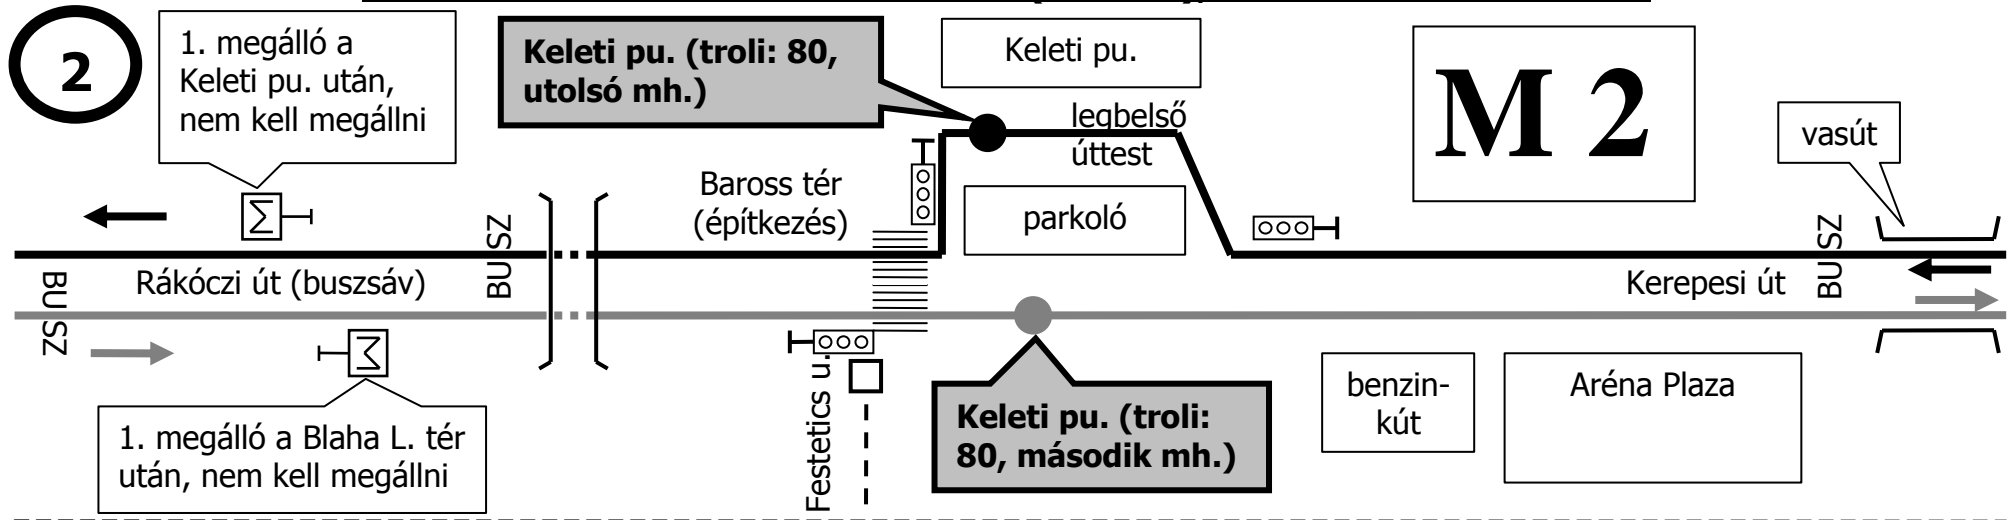 2
1. megálló a
Keleti pu. után,
nem kell megállni
Keleti pu. (troli: 80,
utolsó mh.)
Keleti pu.
M 2
legbelső
úttest
vasút
Baross tér
(építkezés)
parkoló
BUSZ
BUSZ
Rákóczi út (buszsáv)
Kerepesi út
BUSZ
1. megálló a Blaha L. tér
után, nem kell megállni
Festetics u.
Keleti pu. (troli:
80, második mh.)
benzin-
kút
Aréna Plaza